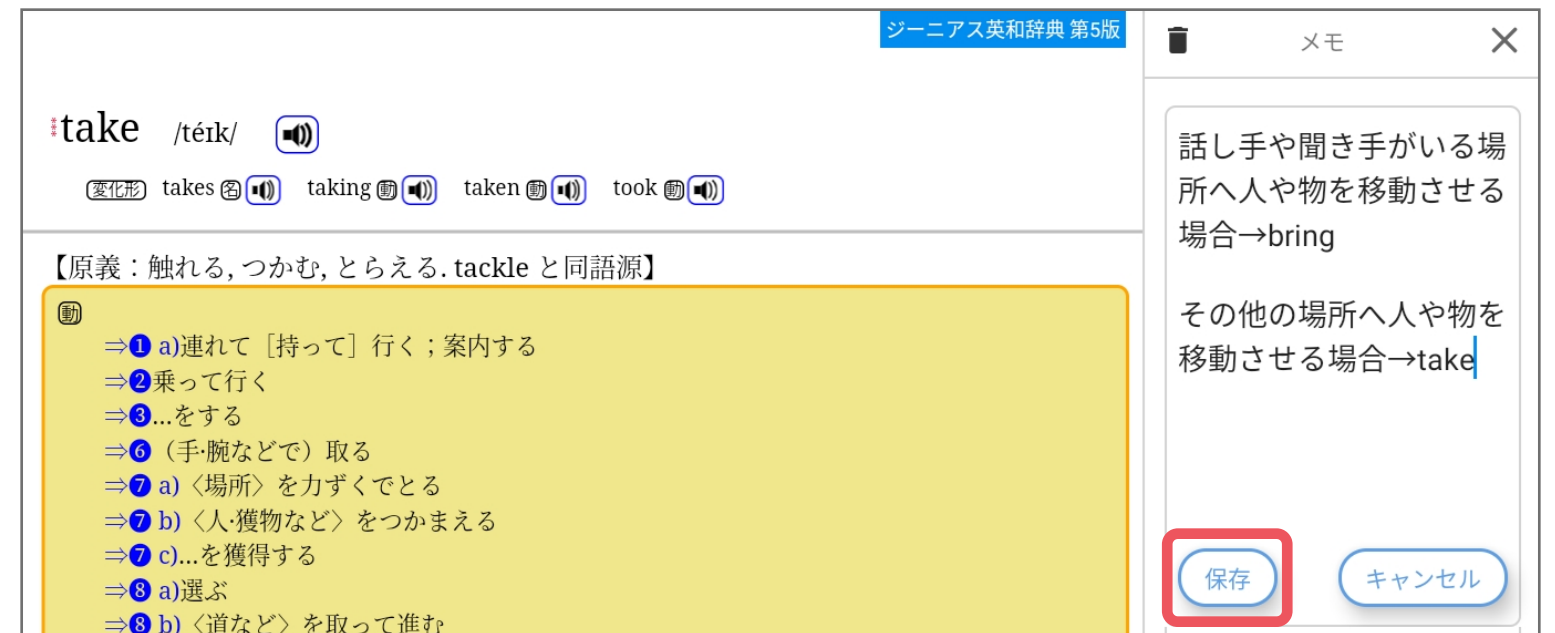 ジーニアス英和辞典 第5版
take /téɪk/
変化形 takes 名 taking 動 taken 動 took 動
【原義：触れる, つかむ, とらえる. tackle と同語源】
動
⇒❶ a)連れて［持って］行く；案内する
⇒❷乗って行く
⇒❸…をする
⇒❻（手·腕などで）取る
⇒❼ a)〈場所〉を力ずくでとる
⇒❼ b)〈人·獲物など〉をつかまえる
⇒❼ c)…を獲得する
⇒❽ a)選ぶ
⇒❽ b)〈道など〉を取って進む
メモ
話し手や聞き手がいる場
所へ人や物を移動させる
場合→bring
その他の場所へ人や物を
移動させる場合→take
保存
キャンセル